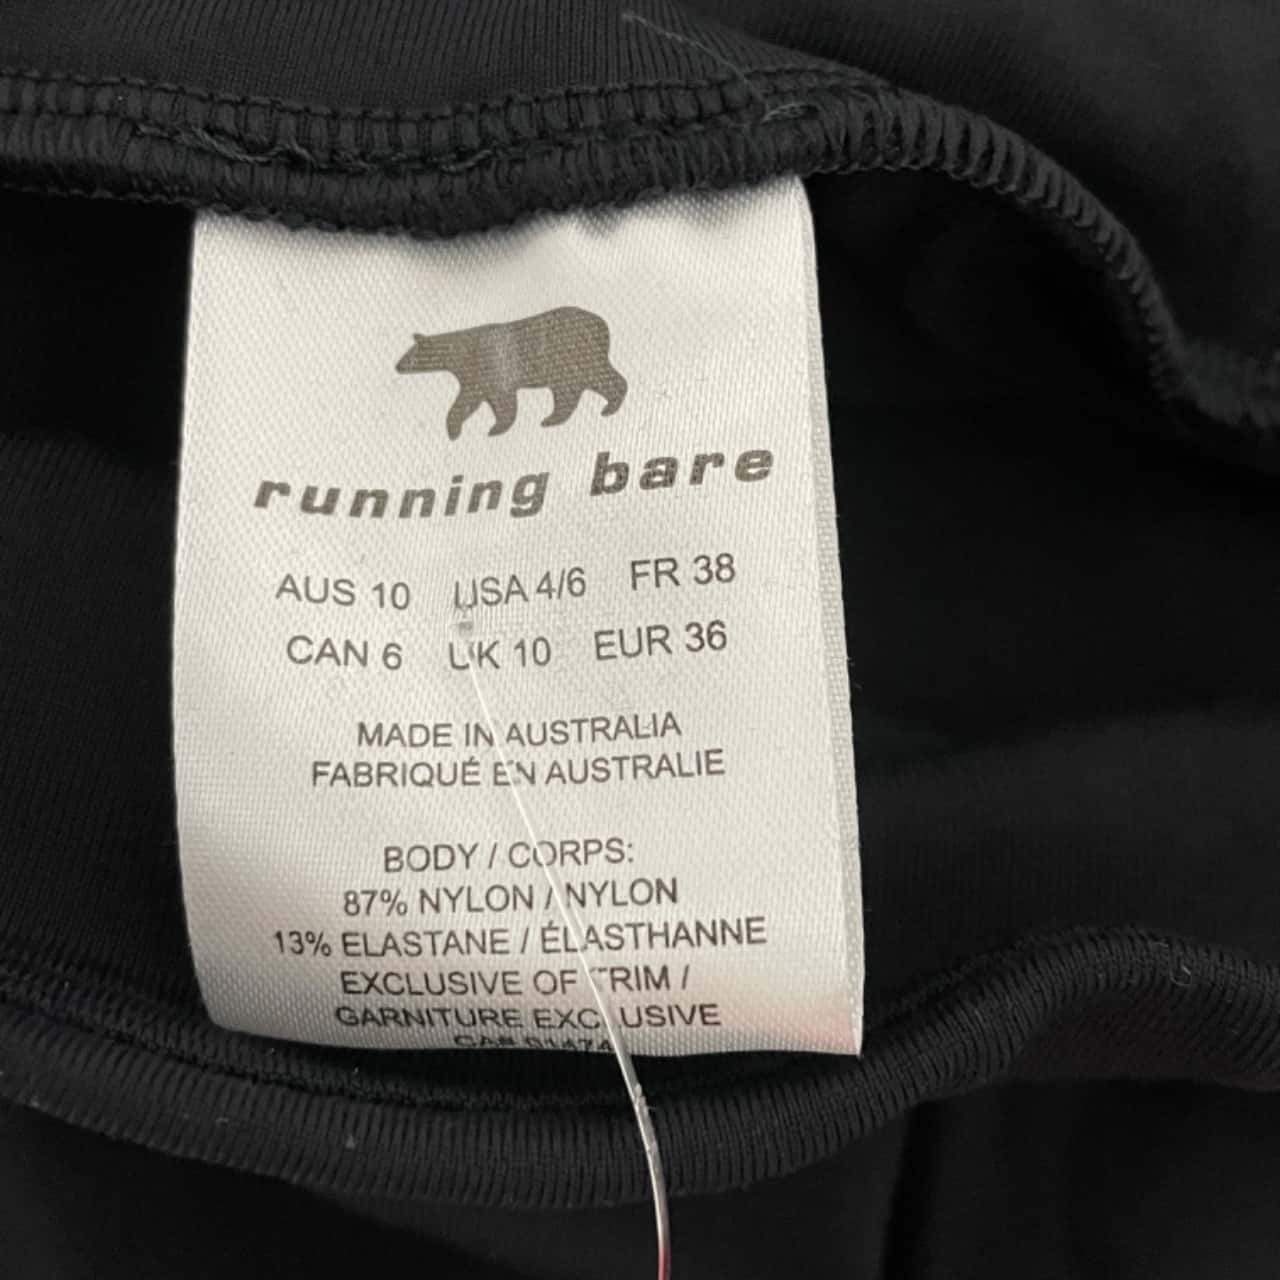 running bare
AUS 10 USA 4/6 FR 38
CAN 6 UK 10 EUR 36
MADE IN AUSTRALIA
FABRIQUÉ EN AUSTRALIE
BODY / CORPS:
87% NYLON / NYLON
13% ELASTANE / ÉLASTHANNE
EXCLUSIVE OF TRIM /
GARNITURE EXCLUSIVE